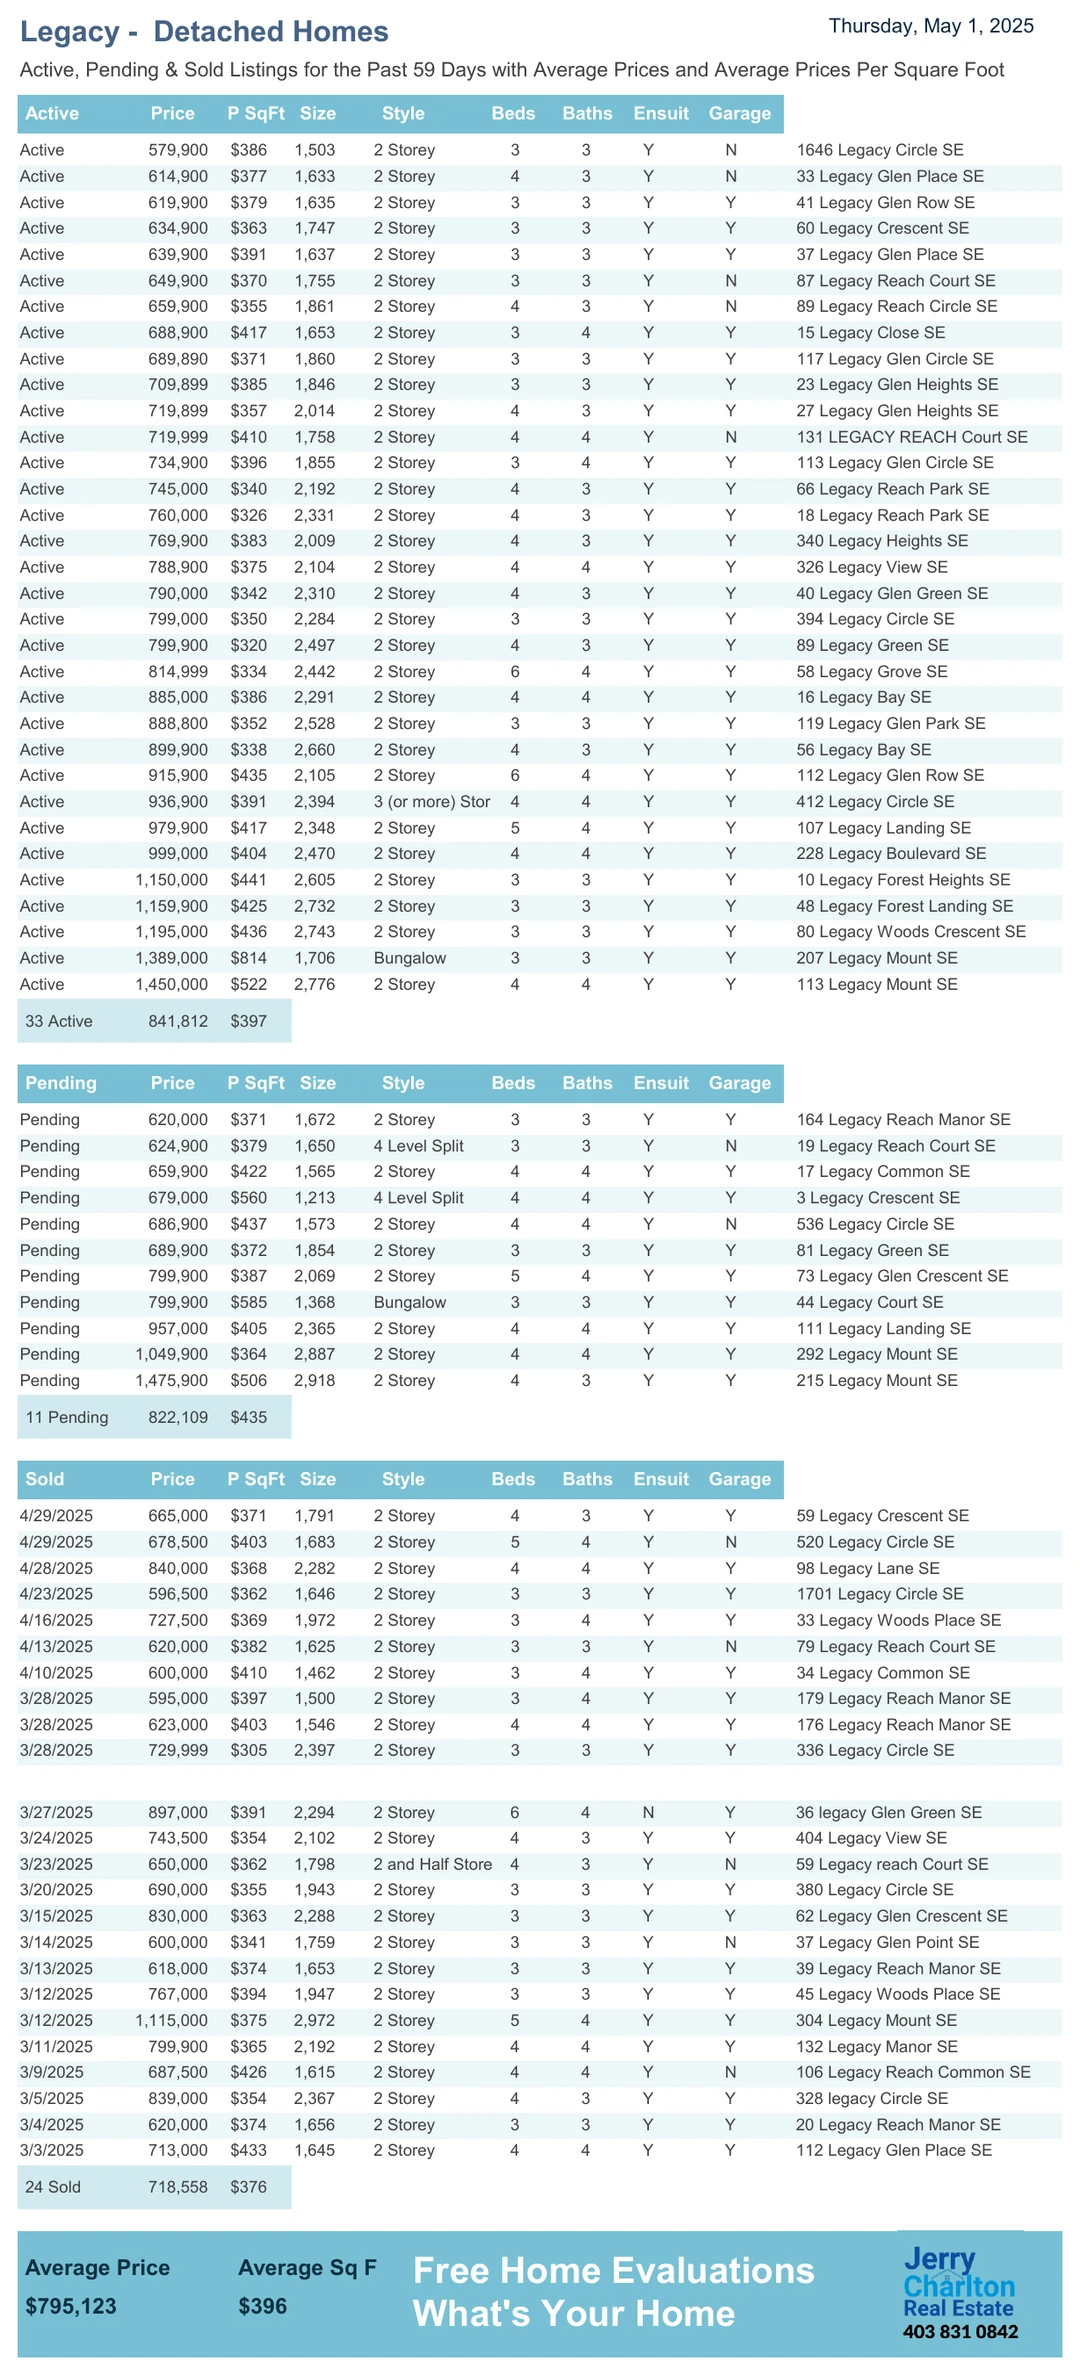 Legacy -  Detached Homes
Thursday, May 1, 2025
Active, Pending & Sold Listings for the Past 59 Days with Average Prices and Average Prices Per Square Foot
Active Price P SqFt Size Style Beds Baths Ensuit Garage
Active 579,900 $386 1,503 2 Storey 3 3 Y N 1646 Legacy Circle SE
Active 614,900 $377 1,633 2 Storey 4 3 Y N 33 Legacy Glen Place SE
Active 619,900 $379 1,635 2 Storey 3 3 Y Y 41 Legacy Glen Row SE
Active 634,900 $363 1,747 2 Storey 3 3 Y Y 60 Legacy Crescent SE
Active 639,900 $391 1,637 2 Storey 3 3 Y Y 37 Legacy Glen Place SE
Active 649,900 $370 1,755 2 Storey 3 3 Y N 87 Legacy Reach Court SE
Active 659,900 $355 1,861 2 Storey 4 3 Y N 89 Legacy Reach Circle SE
Active 688,900 $417 1,653 2 Storey 3 4 Y Y 15 Legacy Close SE
Active 689,890 $371 1,860 2 Storey 3 3 Y Y 117 Legacy Glen Circle SE
Active 709,899 $385 1,846 2 Storey 3 3 Y Y 23 Legacy Glen Heights SE
Active 719,899 $357 2,014 2 Storey 4 3 Y Y 27 Legacy Glen Heights SE
Active 719,999 $410 1,758 2 Storey 4 4 Y N 131 LEGACY REACH Court SE
Active 734,900 $396 1,855 2 Storey 3 4 Y Y 113 Legacy Glen Circle SE
Active 745,000 $340 2,192 2 Storey 4 3 Y Y 66 Legacy Reach Park SE
Active 760,000 $326 2,331 2 Storey 4 3 Y Y 18 Legacy Reach Park SE
Active 769,900 $383 2,009 2 Storey 4 3 Y Y 340 Legacy Heights SE
Active 788,900 $375 2,104 2 Storey 4 4 Y Y 326 Legacy View SE
Active 790,000 $342 2,310 2 Storey 4 3 Y Y 40 Legacy Glen Green SE
Active 799,000 $350 2,284 2 Storey 3 3 Y Y 394 Legacy Circle SE
Active 799,900 $320 2,497 2 Storey 4 3 Y Y 89 Legacy Green SE
Active 814,999 $334 2,442 2 Storey 6 4 Y Y 58 Legacy Grove SE
Active 885,000 $386 2,291 2 Storey 4 4 Y Y 16 Legacy Bay SE
Active 888,800 $352 2,528 2 Storey 3 3 Y Y 119 Legacy Glen Park SE
Active 899,900 $338 2,660 2 Storey 4 3 Y Y 56 Legacy Bay SE
Active 915,900 $435 2,105 2 Storey 6 4 Y Y 112 Legacy Glen Row SE
Active 936,900 $391 2,394 3 (or more) Stor 4 4 Y Y 412 Legacy Circle SE
Active 979,900 $417 2,348 2 Storey 5 4 Y Y 107 Legacy Landing SE
Active 999,000 $404 2,470 2 Storey 4 4 Y Y 228 Legacy Boulevard SE
Active 1,150,000 $441 2,605 2 Storey 3 3 Y Y 10 Legacy Forest Heights SE
Active 1,159,900 $425 2,732 2 Storey 3 3 Y Y 48 Legacy Forest Landing SE
Active 1,195,000 $436 2,743 2 Storey 3 3 Y Y 80 Legacy Woods Crescent SE
Active 1,389,000 $814 1,706 Bungalow 3 3 Y Y 207 Legacy Mount SE
Active 1,450,000 $522 2,776 2 Storey 4 4 Y Y 113 Legacy Mount SE
33 Active 841,812 $397
Pending Price P SqFt Size Style Beds Baths Ensuit Garage
Pending 620,000 $371 1,672 2 Storey 3 3 Y Y 164 Legacy Reach Manor SE
Pending 624,900 $379 1,650 4 Level Split 3 3 Y N 19 Legacy Reach Court SE
Pending 659,900 $422 1,565 2 Storey 4 4 Y Y 17 Legacy Common SE
Pending 679,000 $560 1,213 4 Level Split 4 4 Y Y 3 Legacy Crescent SE
Pending 686,900 $437 1,573 2 Storey 4 4 Y N 536 Legacy Circle SE
Pending 689,900 $372 1,854 2 Storey 3 3 Y Y 81 Legacy Green SE
Pending 799,900 $387 2,069 2 Storey 5 4 Y Y 73 Legacy Glen Crescent SE
Pending 799,900 $585 1,368 Bungalow 3 3 Y Y 44 Legacy Court SE
Pending 957,000 $405 2,365 2 Storey 4 4 Y Y 111 Legacy Landing SE
Pending 1,049,900 $364 2,887 2 Storey 4 4 Y Y 292 Legacy Mount SE
Pending 1,475,900 $506 2,918 2 Storey 4 3 Y Y 215 Legacy Mount SE
11 Pending 822,109 $435
Sold Price P SqFt Size Style Beds Baths Ensuit Garage
4/29/2025 665,000 $371 1,791 2 Storey 4 3 Y Y 59 Legacy Crescent SE
4/29/2025 678,500 $403 1,683 2 Storey 5 4 Y N 520 Legacy Circle SE
4/28/2025 840,000 $368 2,282 2 Storey 4 4 Y Y 98 Legacy Lane SE
4/23/2025 596,500 $362 1,646 2 Storey 3 3 Y Y 1701 Legacy Circle SE
4/16/2025 727,500 $369 1,972 2 Storey 3 4 Y Y 33 Legacy Woods Place SE
4/13/2025 620,000 $382 1,625 2 Storey 3 3 Y N 79 Legacy Reach Court SE
4/10/2025 600,000 $410 1,462 2 Storey 3 4 Y Y 34 Legacy Common SE
3/28/2025 595,000 $397 1,500 2 Storey 3 4 Y Y 179 Legacy Reach Manor SE
3/28/2025 623,000 $403 1,546 2 Storey 4 4 Y Y 176 Legacy Reach Manor SE
3/28/2025 729,999 $305 2,397 2 Storey 3 3 Y Y 336 Legacy Circle SE
3/27/2025 897,000 $391 2,294 2 Storey 6 4 N Y 36 legacy Glen Green SE
3/24/2025 743,500 $354 2,102 2 Storey 4 3 Y Y 404 Legacy View SE
3/23/2025 650,000 $362 1,798 2 and Half Store 4 3 Y N 59 Legacy reach Court SE
3/20/2025 690,000 $355 1,943 2 Storey 3 3 Y Y 380 Legacy Circle SE
3/15/2025 830,000 $363 2,288 2 Storey 3 3 Y Y 62 Legacy Glen Crescent SE
3/14/2025 600,000 $341 1,759 2 Storey 3 3 Y N 37 Legacy Glen Point SE
3/13/2025 618,000 $374 1,653 2 Storey 3 3 Y Y 39 Legacy Reach Manor SE
3/12/2025 767,000 $394 1,947 2 Storey 3 3 Y Y 45 Legacy Woods Place SE
3/12/2025 1,115,000 $375 2,972 2 Storey 5 4 Y Y 304 Legacy Mount SE
3/11/2025 799,900 $365 2,192 2 Storey 4 4 Y Y 132 Legacy Manor SE
3/9/2025 687,500 $426 1,615 2 Storey 4 4 Y N 106 Legacy Reach Common SE
3/5/2025 839,000 $354 2,367 2 Storey 4 3 Y Y 328 legacy Circle SE
3/4/2025 620,000 $374 1,656 2 Storey 3 3 Y Y 20 Legacy Reach Manor SE
3/3/2025 713,000 $433 1,645 2 Storey 4 4 Y Y 112 Legacy Glen Place SE
24 Sold 718,558 $376
Average Price Average Sq F
$795,123 $396
Free Home Evaluations
What's Your Home
Jerry
Charlton
Real Estate
403 831 0842